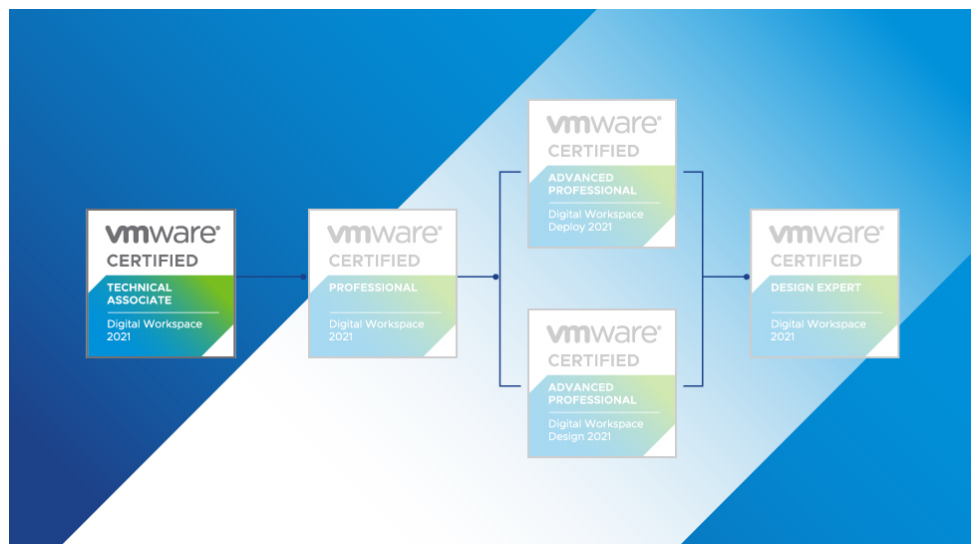 vmware®
CERTIFIED
TECHNICAL
ASSOCIATE
Digital Workspace
2021
vmware®
CERTIFIED
PROFESSIONAL
Digital Workspace
2021
vmware®
CERTIFIED
ADVANCED
PROFESSIONAL
Digital Workspace
Deploy 2021
vmware®
CERTIFIED
ADVANCED
PROFESSIONAL
Digital Workspace
Design 2021
vmware®
CERTIFIED
DESIGN EXPERT
Digital Workspace
2021